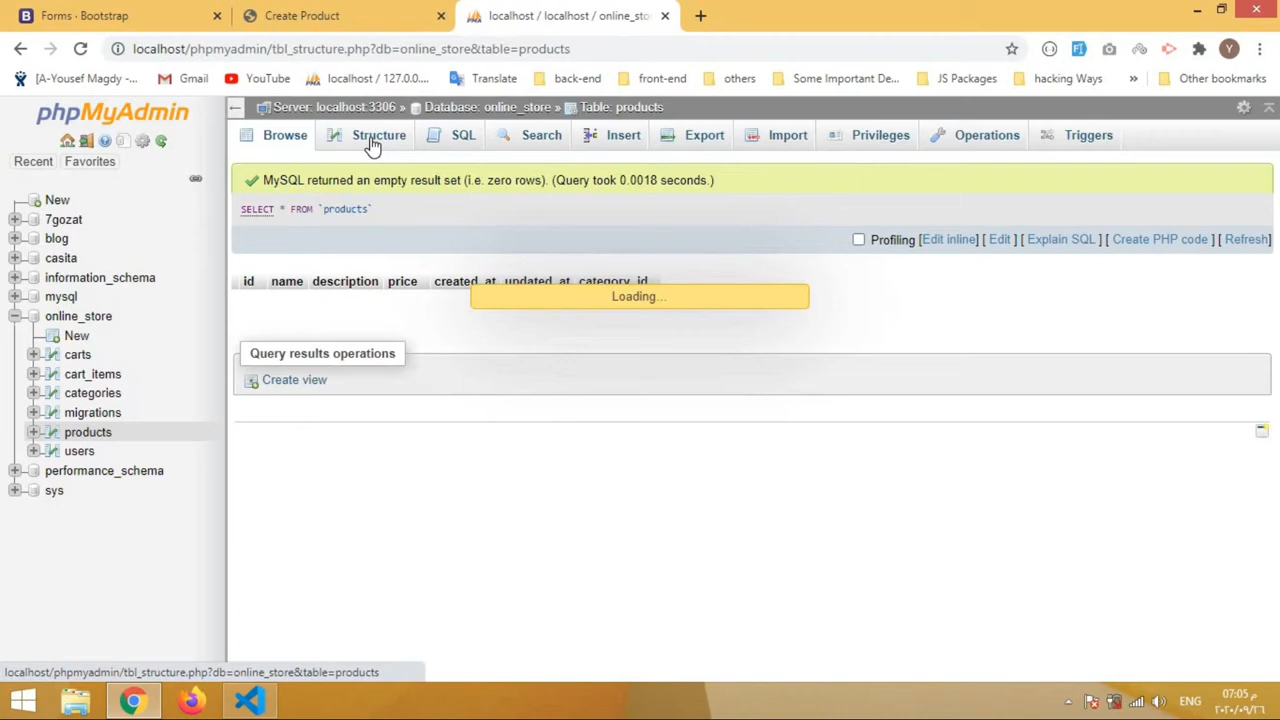 Forms · Bootstrap
Create Product
localhost / localhost / online_sto
localhost/phpmyadmin/tbl_structure.php?db=online_store&table=products
Y
[A-Yousef Magdy -...
Gmail
YouTube
localhost / 127.0.0....
Translate
back-end
front-end
others
Some Important De...
JS Packages
hacking Ways
»
Other bookmarks
phpMyAdmin
Recent
Favorites
New
7gozat
blog
casita
information_schema
mysql
online_store
New
carts
cart_items
categories
migrations
products
users
performance_schema
sys
Server: localhost:3306 » Database: online_store » Table: products
Browse
Structure
SQL
Search
Insert
Export
Import
Privileges
Operations
Triggers
MySQL returned an empty result set (i.e. zero rows). (Query took 0.0018 seconds.)
SELECT * FROM `products`
Profiling [Edit inline] [ Edit ] [ Explain SQL ] [ Create PHP code ] [ Refresh]
id name description price created_at updated_at category_id
Loading...
Query results operations
Create view
localhost/phpmyadmin/tbl_structure.php?db=online_store&table=products
ENG
07:05 م
٢٠٢٠/٠٩/٢٦